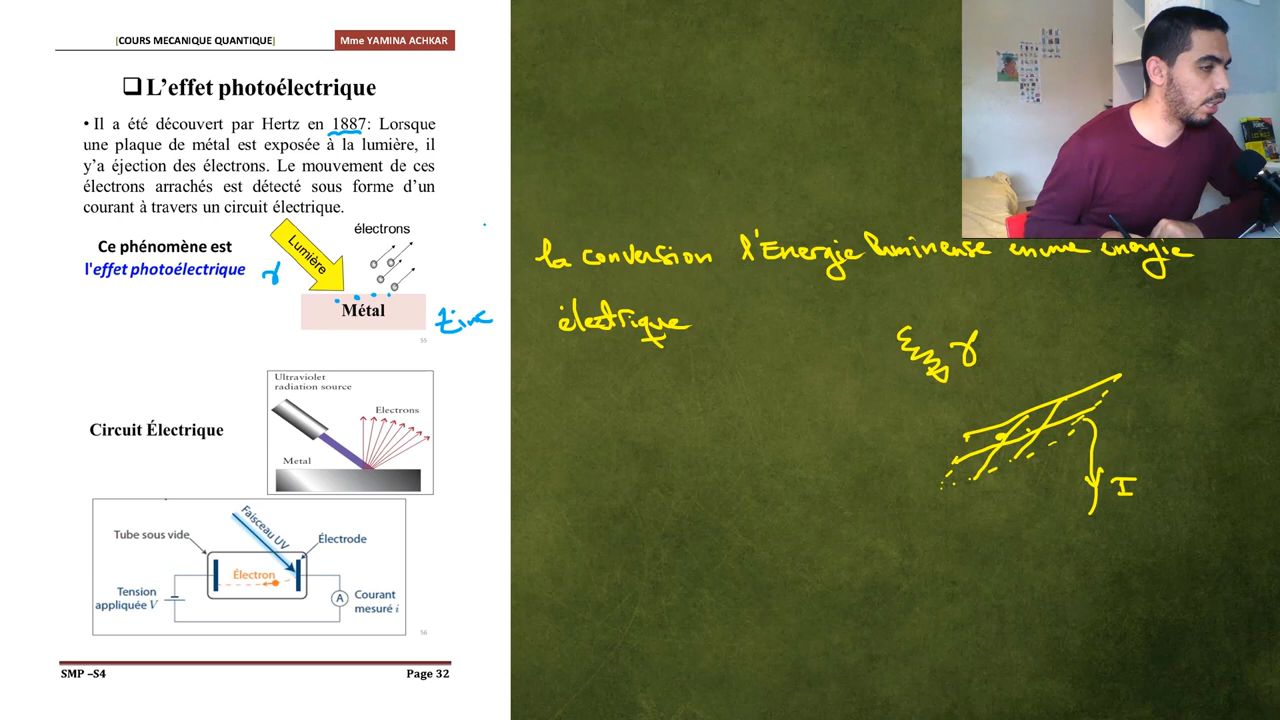 [COURS MECANIQUE QUANTIQUE]
Mme YAMINA ACHKAR
L'effet photoélectrique
• Il a été découvert par Hertz en 1887: Lorsque
une plaque de métal est exposée à la lumière, il
y'a éjection des électrons. Le mouvement de ces
électrons arrachés est détecté sous forme d'un
courant à travers un circuit électrique.
Ce phénomène est
l'effet photoélectrique
γ
Lumière
électrons
Métal
55
Circuit Électrique
Ultraviolet
radiation source
Electrons
Metal
Tube sous vide
Faisceau UV
Électrode
Électron
Tension
appliquée V
A
Courant
mesuré i
56
SMP –S4
Page 32
la conversion l'Energie lumineuse en une énergie
électrique
γ
I